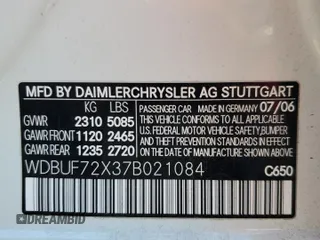 MFD BY DAIMLERCHRYSLER AG STUTTGART
KG LBS
PASSENGER CAR MADE IN GERMANY 07/06
GVWR 2310 5085
GAWR FRONT 1120 2465
GAWR REAR 1235 2720
THIS VEHICLE CONFORMS TO ALL APPLICABLE U.S. FEDERAL MOTOR VEHICLE SAFETY, BUMPER AND THEFT PREVENTION STANDARDS IN EFFECT ON THE DATE OF MANUFACTURE SHOWN ABOVE.
WDBUF72X37B021084
C650
DREAMBID